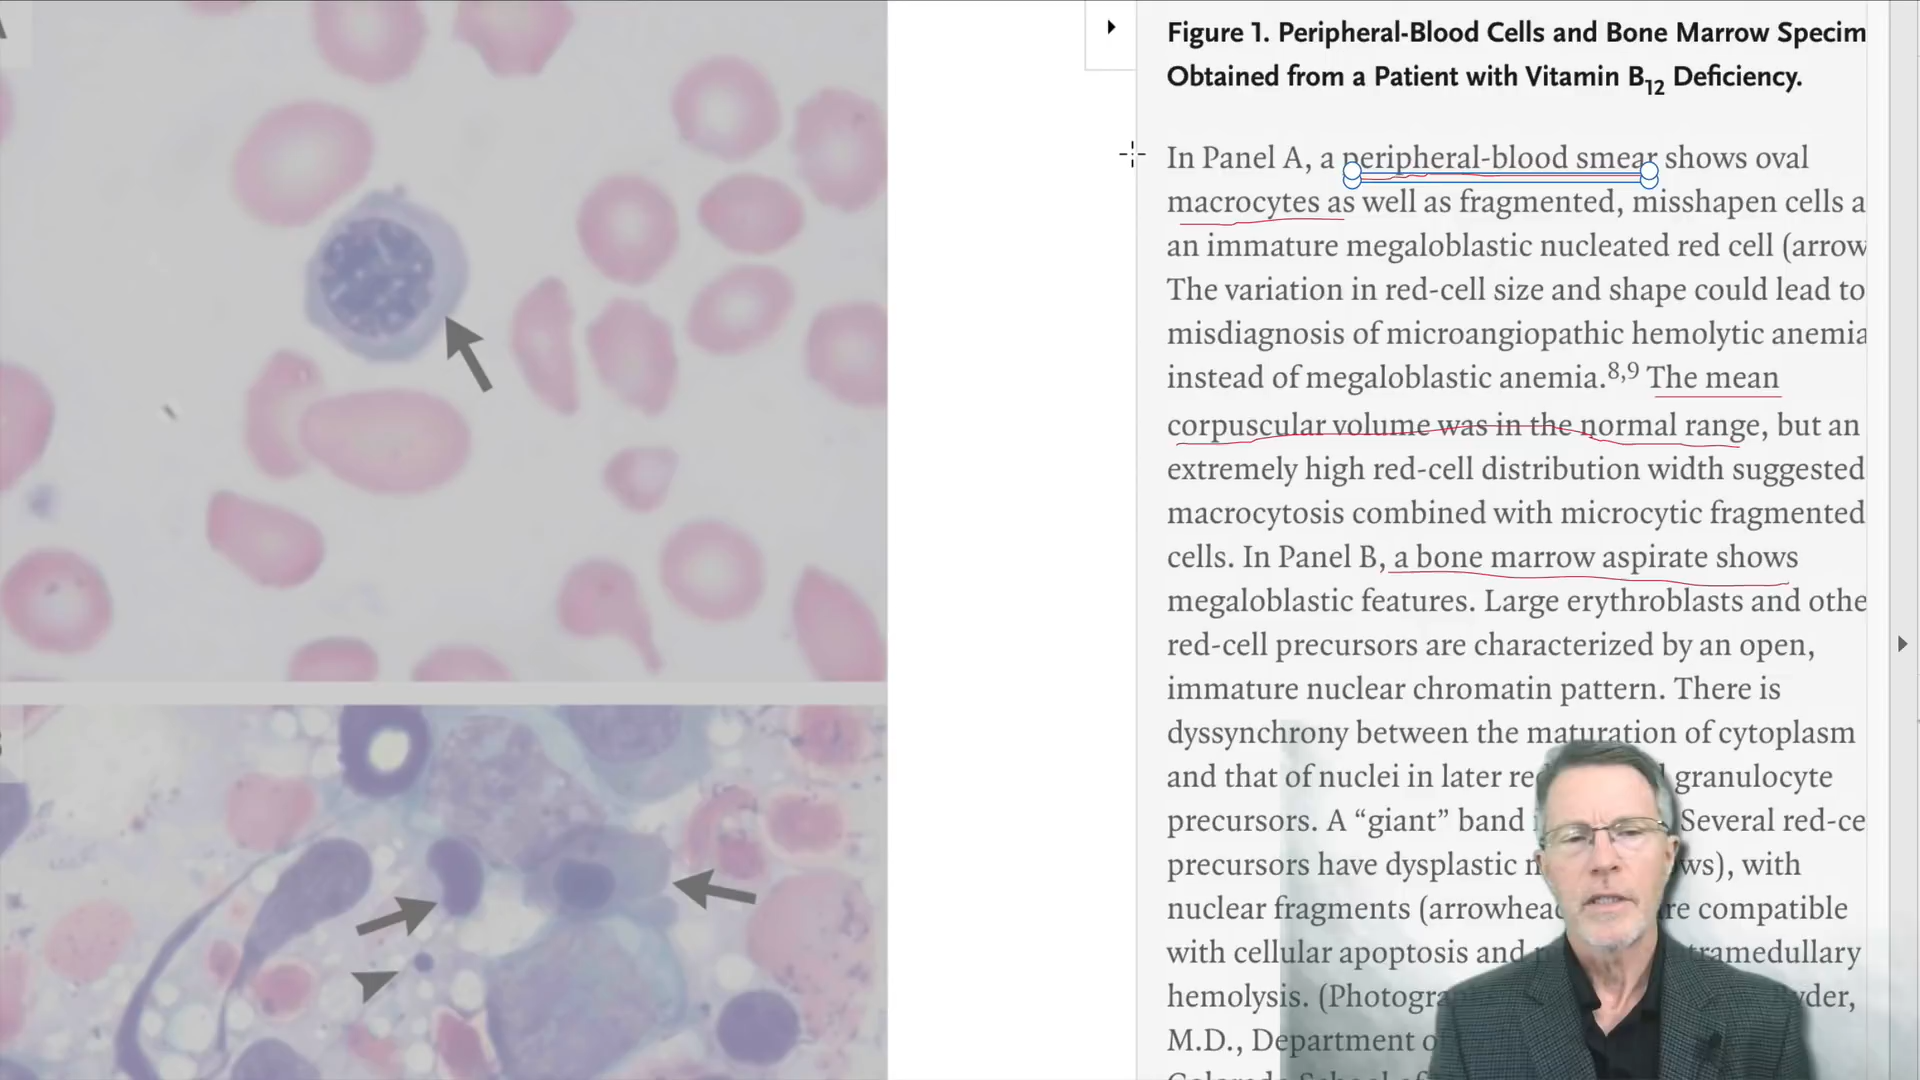 Figure 1. Peripheral-Blood Cells and Bone Marrow Specim
Obtained from a Patient with Vitamin B12 Deficiency.
In Panel A, a peripheral-blood smear shows oval
macrocytes as well as fragmented, misshapen cells a
an immature megaloblastic nucleated red cell (arrow
The variation in red-cell size and shape could lead to
misdiagnosis of microangiopathic hemolytic anemia
instead of megaloblastic anemia.8,9 The mean
corpuscular volume was in the normal range, but an
extremely high red-cell distribution width suggested
macrocytosis combined with microcytic fragmented
cells. In Panel B, a bone marrow aspirate shows
megaloblastic features. Large erythroblasts and othe
red-cell precursors are characterized by an open,
immature nuclear chromatin pattern. There is
dyssynchrony between the maturation of cytoplasm
and that of nuclei in later red granulocyte
precursors. A “giant” band Several red-ce
precursors have dysplastic ws), with
nuclear fragments (arrowhead re compatible
with cellular apoptosis and tramedullary
hemolysis. (Photogra yder,
M.D., Department o